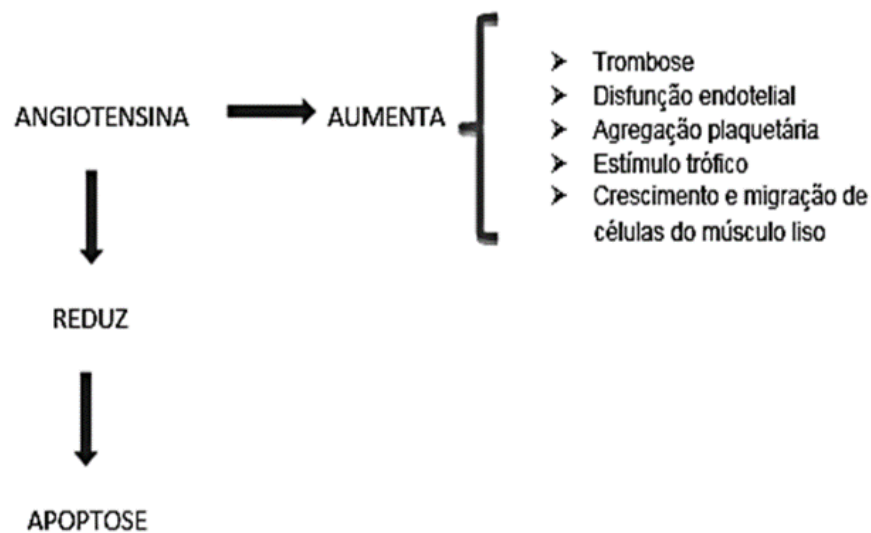 Trombose
Disfunção endotelial
ANGIOTENSINA AUMENTA Agregação plaquetária
Estímulo trófico
Crescimento e migração de
células do músculo liso
REDUZ
APOPTOSE